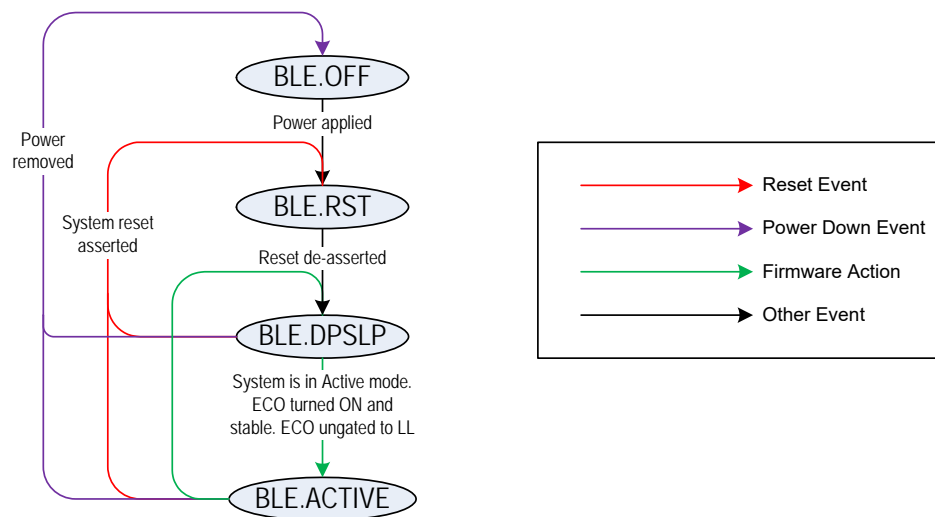 BLE.OFF
Power applied
Power
removed
BLE.RST
System reset
asserted
Reset de-asserted
BLE.DPSLP
System is in Active mode.
ECO turned ON and
stable. ECO ungated to LL
BLE.ACTIVE
Reset Event
Power Down Event
Firmware Action
Other Event